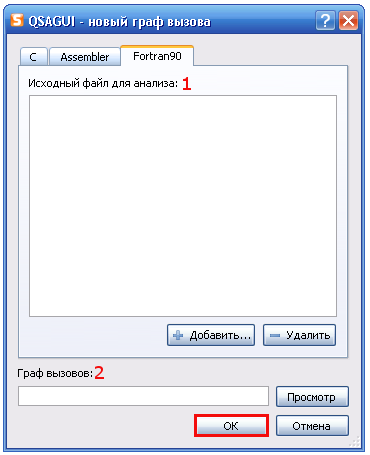 QSAGUI - новый граф вызова
C Assembler Fortran90
Исходный файл для анализа: 1
Добавить... Удалить
Граф вызовов: 2
Просмотр
OK Отмена